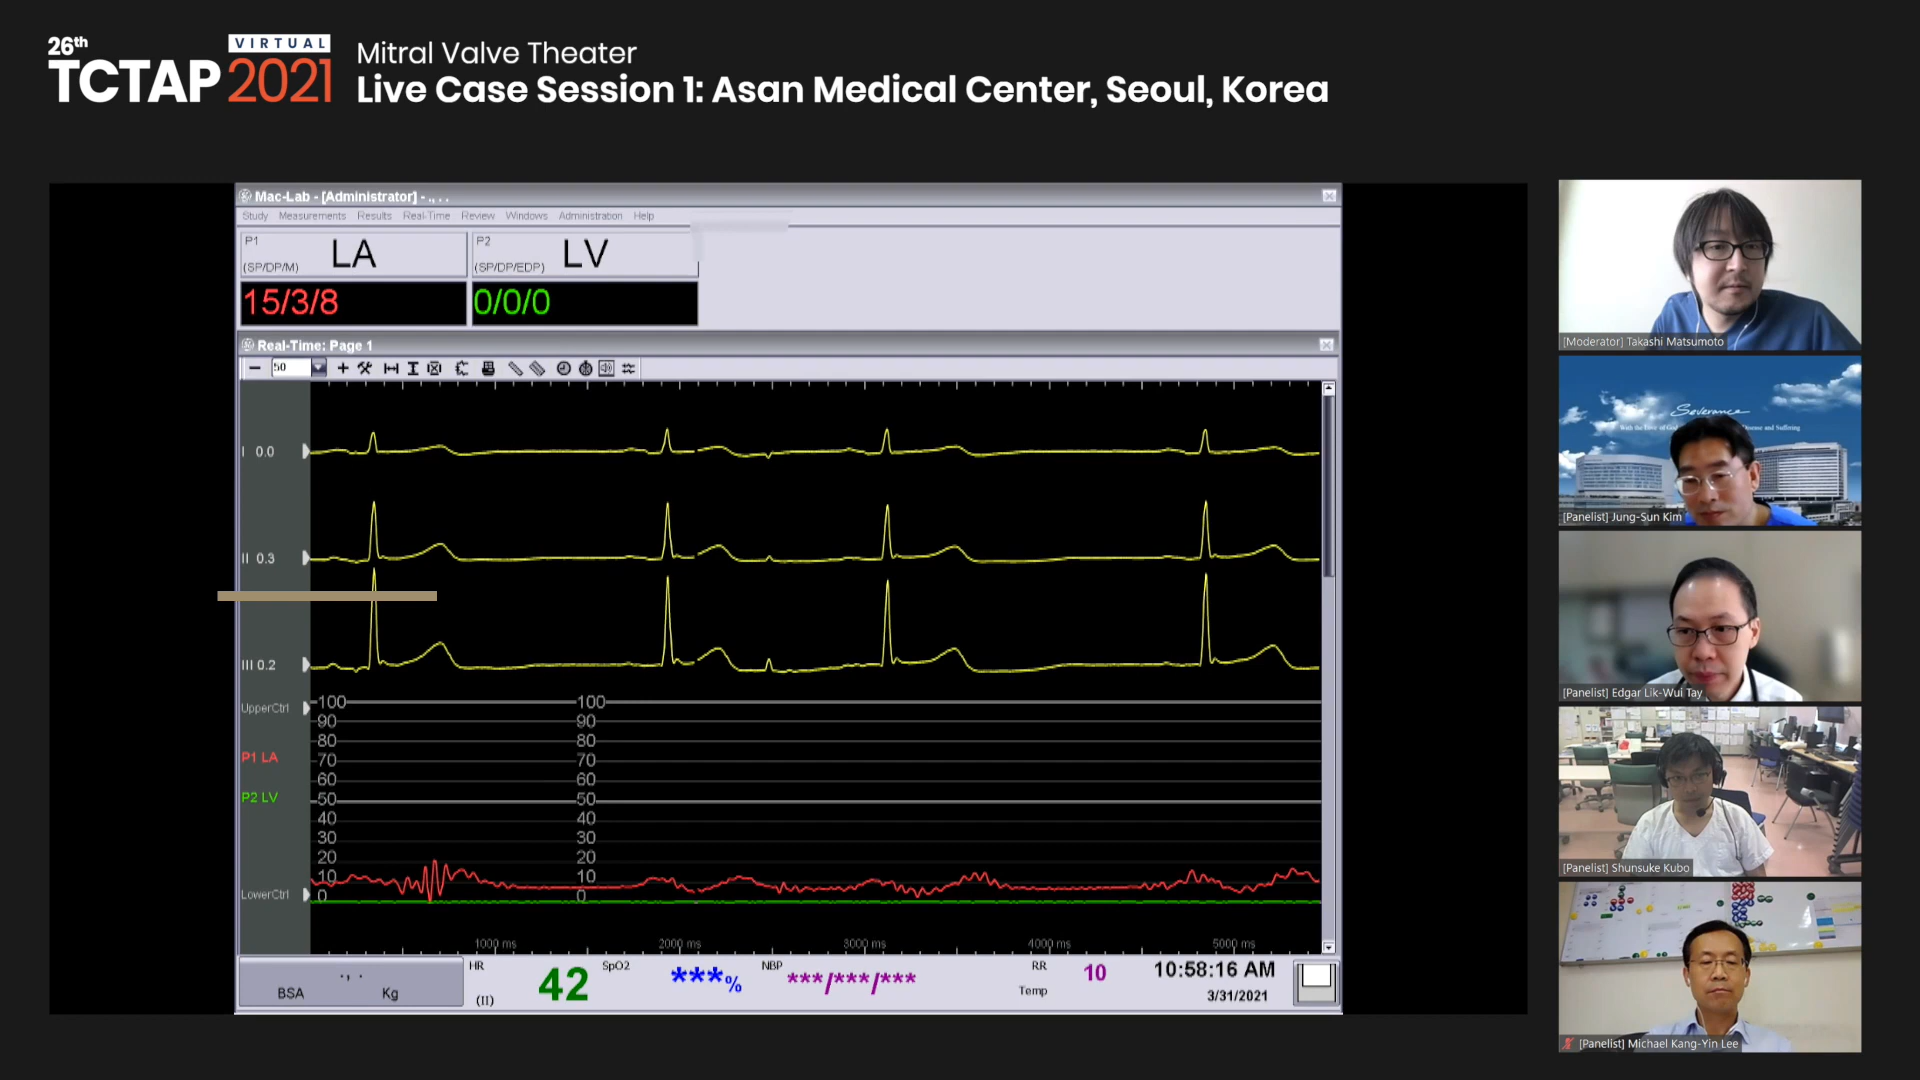 26th
VIRTUAL
TCTAP 2021
Mitral Valve Theater
Live Case Session 1: Asan Medical Center, Seoul, Korea
Mac-Lab - [Administrator] - ., . .
Study Measurements Results Real-Time Review Windows Administration Help
P1 LA
(SP/DP/M)
P2 LV
(SP/DP/EDP)
15/3/8
0/0/0
Real-Time: Page 1
50
I 0.0
II 0.3
III 0.2
UpperCtrl
P1 LA
P2 LV
LowerCtrl
100 100
90 90
80 80
70 70
60 60
50 50
40 40
30 30
20 20
10 10
0 0
1000 ms 2000 ms 3000 ms 4000 ms 5000 ms
BSA Kg
HR 42
(II)
SpO2 ***%
NBP ***/***/***
RR 10
Temp
10:58:16 AM
3/31/2021
[Moderator] Takashi Matsumoto
Severance
[Panelist] Jung-Sun Kim
[Panelist] Edgar Lik-Wui Tay
[Panelist] Shunsuke Kubo
[Panelist] Michael Kang-Yin Lee